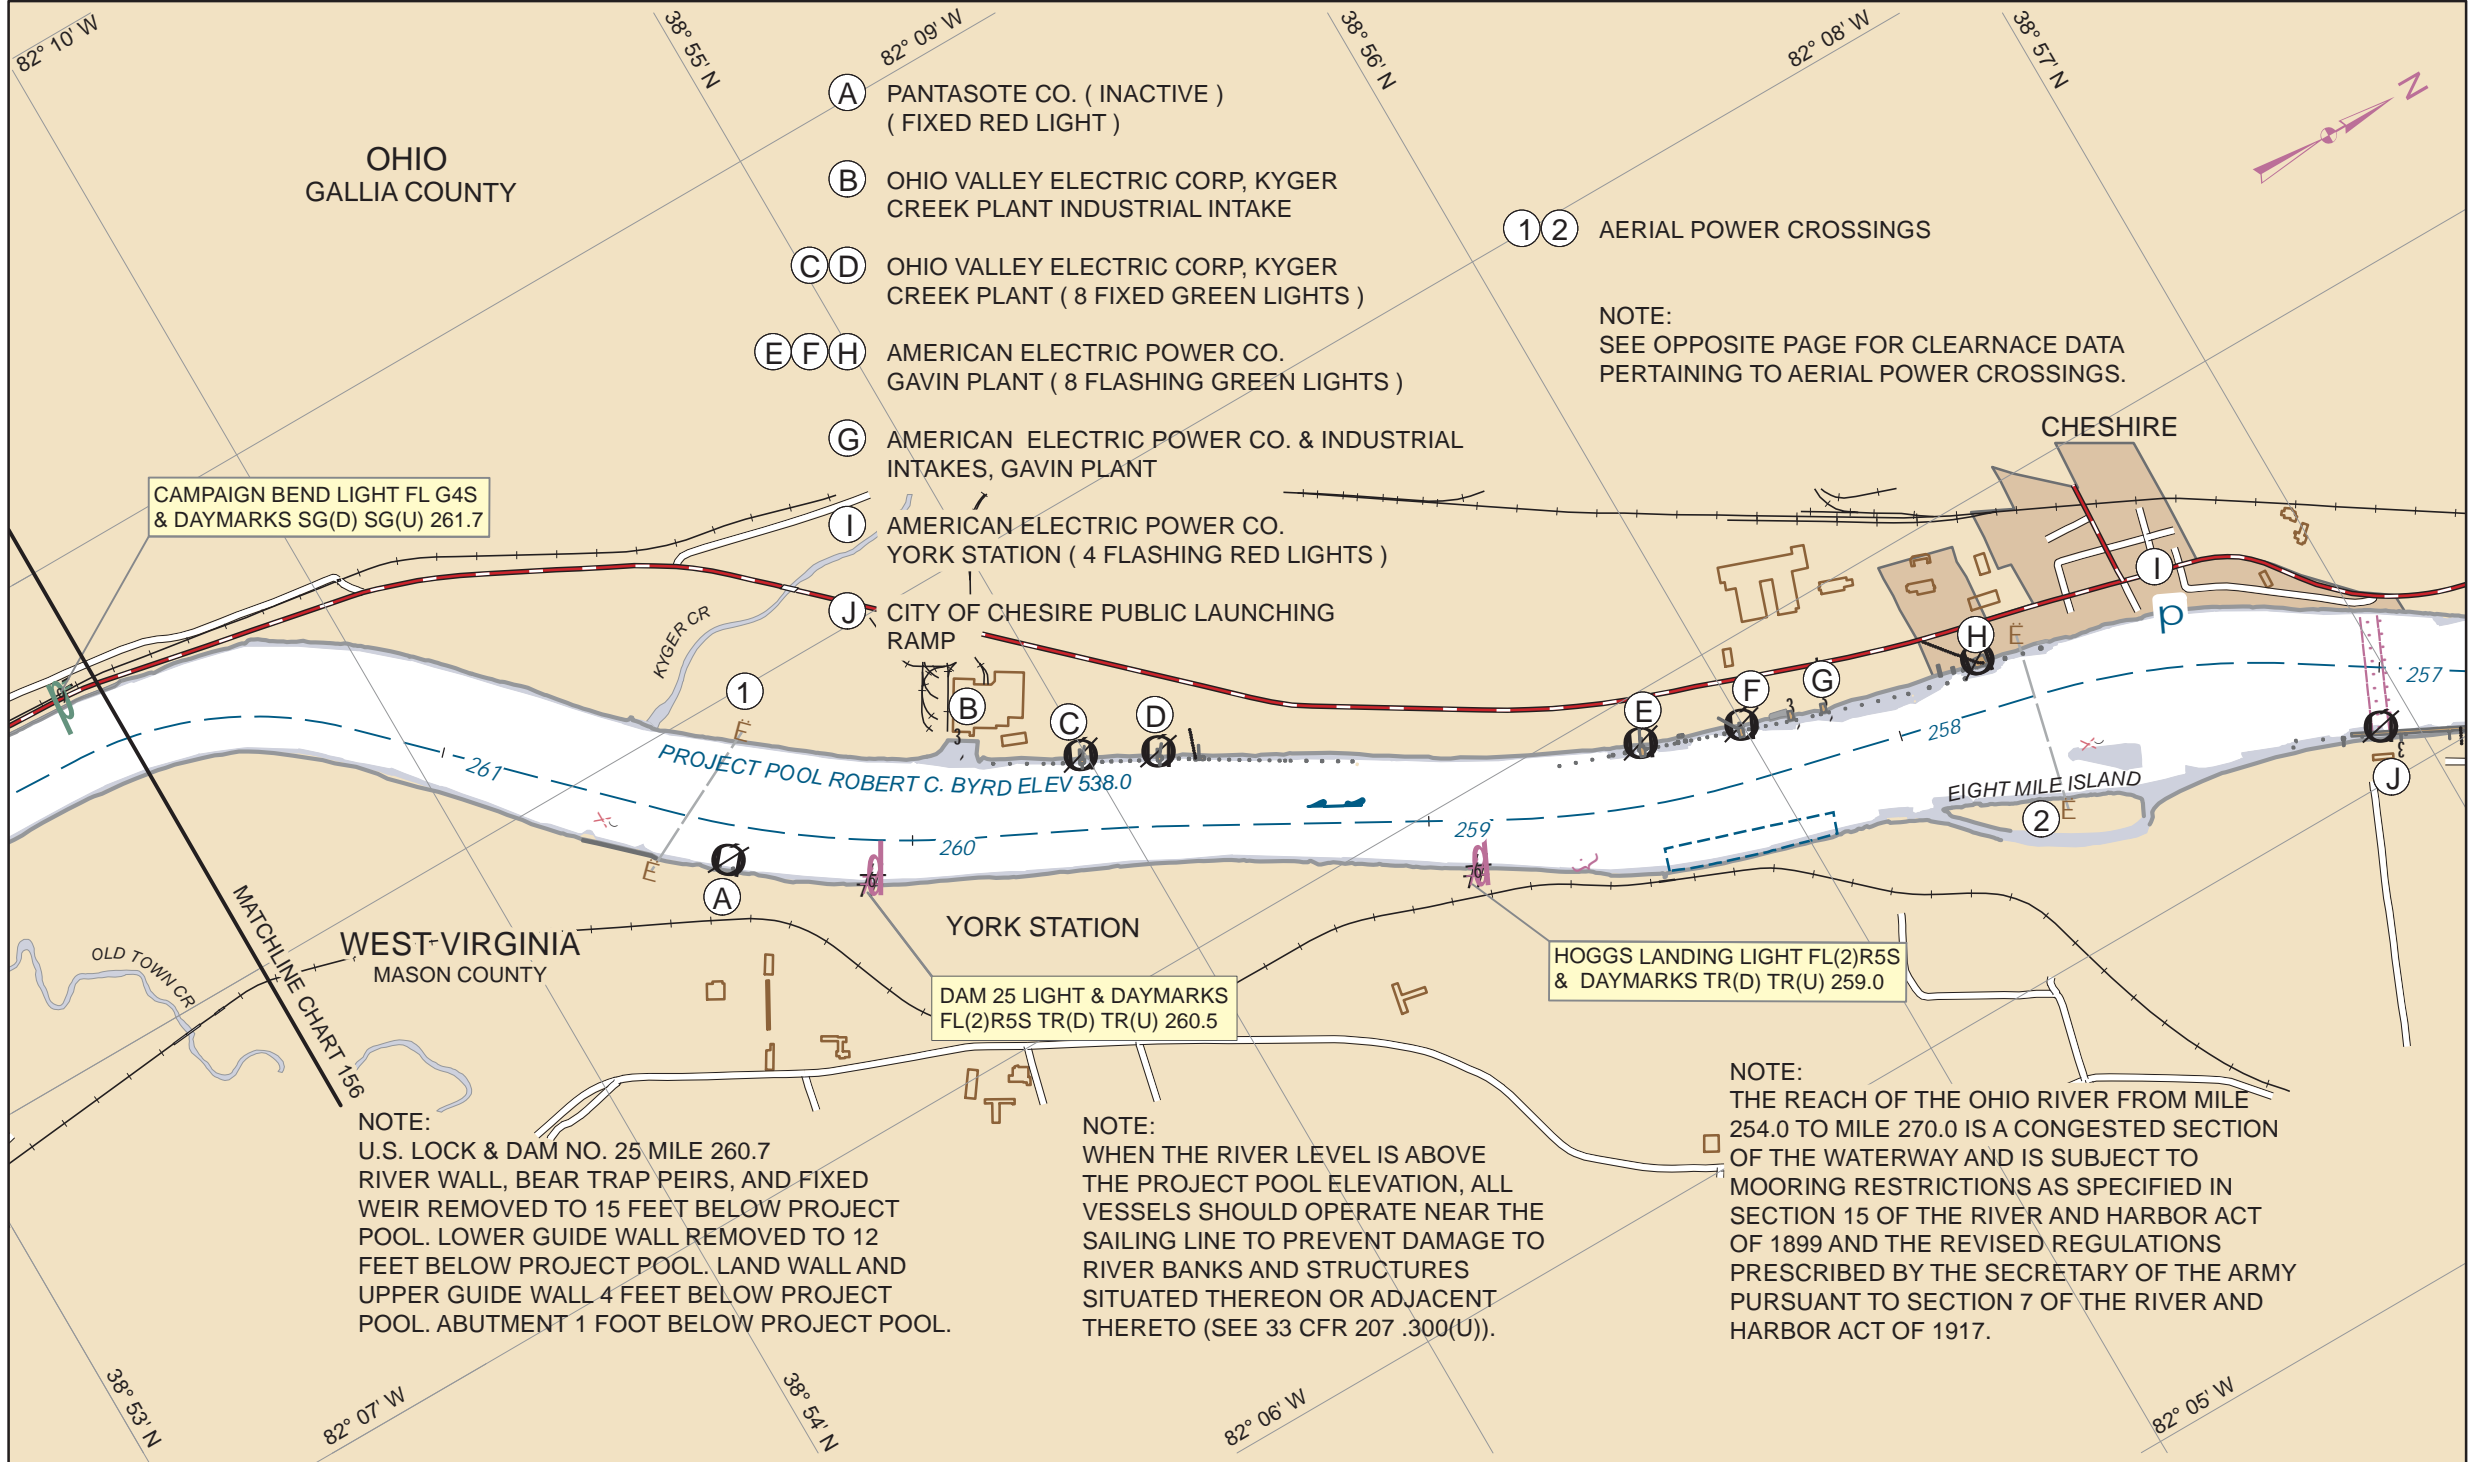 82° 10' W
38° 55' N
82° 09' W
38° 56' N
82° 08' W
38° 57' N
N
OHIO
GALLIA COUNTY
A PANTASOTE CO. ( INACTIVE )
( FIXED RED LIGHT )
B OHIO VALLEY ELECTRIC CORP, KYGER
CREEK PLANT INDUSTRIAL INTAKE
C D OHIO VALLEY ELECTRIC CORP, KYGER
CREEK PLANT ( 8 FIXED GREEN LIGHTS )
E F H AMERICAN ELECTRIC POWER CO.
GAVIN PLANT ( 8 FLASHING GREEN LIGHTS )
G AMERICAN ELECTRIC POWER CO. & INDUSTRIAL
INTAKES, GAVIN PLANT
I AMERICAN ELECTRIC POWER CO.
YORK STATION ( 4 FLASHING RED LIGHTS )
J CITY OF CHESIRE PUBLIC LAUNCHING
RAMP
1 2 AERIAL POWER CROSSINGS
NOTE:
SEE OPPOSITE PAGE FOR CLEARNACE DATA
PERTAINING TO AERIAL POWER CROSSINGS.
CHESHIRE
CAMPAIGN BEND LIGHT FL G4S
& DAYMARKS SG(D) SG(U) 261.7
KYGER CR
1
B
C
D
E
F
G
H
I
p
E
E
257
258
259
260
261
PROJECT POOL ROBERT C. BYRD ELEV 538.0
EIGHT MILE ISLAND
2
E
J
E
A
MATCHLINE CHART 156
OLD TOWN CR
WEST VIRGINIA
MASON COUNTY
YORK STATION
DAM 25 LIGHT & DAYMARKS
FL(2)R5S TR(D) TR(U) 260.5
HOGGS LANDING LIGHT FL(2)R5S
& DAYMARKS TR(D) TR(U) 259.0
NOTE:
U.S. LOCK & DAM NO. 25 MILE 260.7
RIVER WALL, BEAR TRAP PEIRS, AND FIXED
WEIR REMOVED TO 15 FEET BELOW PROJECT
POOL. LOWER GUIDE WALL REMOVED TO 12
FEET BELOW PROJECT POOL. LAND WALL AND
UPPER GUIDE WALL 4 FEET BELOW PROJECT
POOL. ABUTMENT 1 FOOT BELOW PROJECT POOL.
NOTE:
WHEN THE RIVER LEVEL IS ABOVE
THE PROJECT POOL ELEVATION, ALL
VESSELS SHOULD OPERATE NEAR THE
SAILING LINE TO PREVENT DAMAGE TO
RIVER BANKS AND STRUCTURES
SITUATED THEREON OR ADJACENT
THERETO (SEE 33 CFR 207 .300(U)).
NOTE:
THE REACH OF THE OHIO RIVER FROM MILE
254.0 TO MILE 270.0 IS A CONGESTED SECTION
OF THE WATERWAY AND IS SUBJECT TO
MOORING RESTRICTIONS AS SPECIFIED IN
SECTION 15 OF THE RIVER AND HARBOR ACT
OF 1899 AND THE REVISED REGULATIONS
PRESCRIBED BY THE SECRETARY OF THE ARMY
PURSUANT TO SECTION 7 OF THE RIVER AND
HARBOR ACT OF 1917.
38° 53' N
82° 07' W
38° 54' N
82° 06' W
82° 05' W